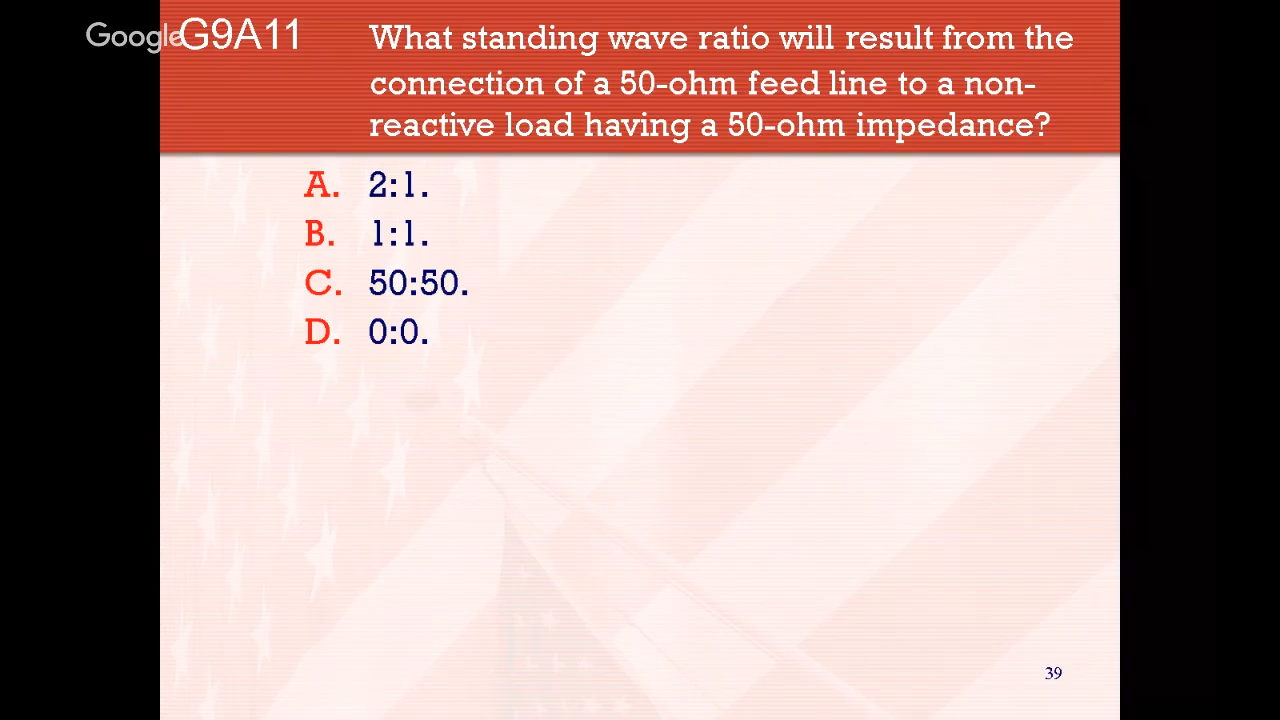 Google
G9A11
What standing wave ratio will result from the
connection of a 50-ohm feed line to a non-
reactive load having a 50-ohm impedance?
A. 2:1.
B. 1:1.
C. 50:50.
D. 0:0.
39